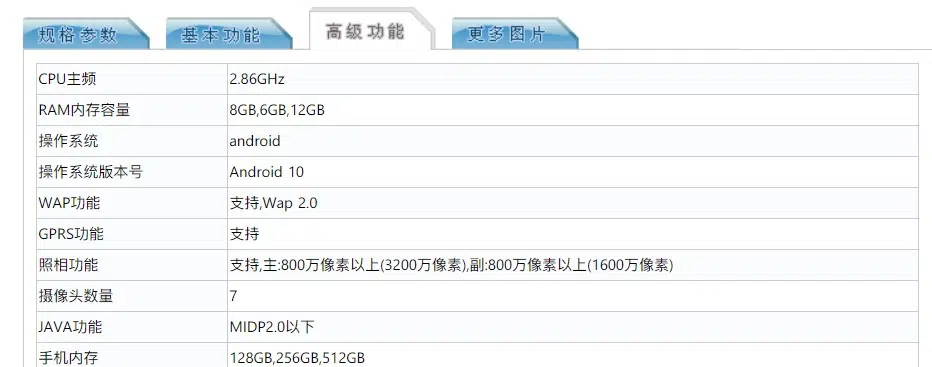 规格参数 基本功能 高级功能 更多图片
CPU主频 2.86GHz
RAM内存容量 8GB,6GB,12GB
操作系统 android
操作系统版本号 Android 10
WAP功能 支持,Wap 2.0
GPRS功能 支持
照相功能 支持,主:800万像素以上(3200万像素),副:800万像素以上(1600万像素)
摄像头数量 7
JAVA功能 MIDP2.0以下
手机内存 128GB,256GB,512GB